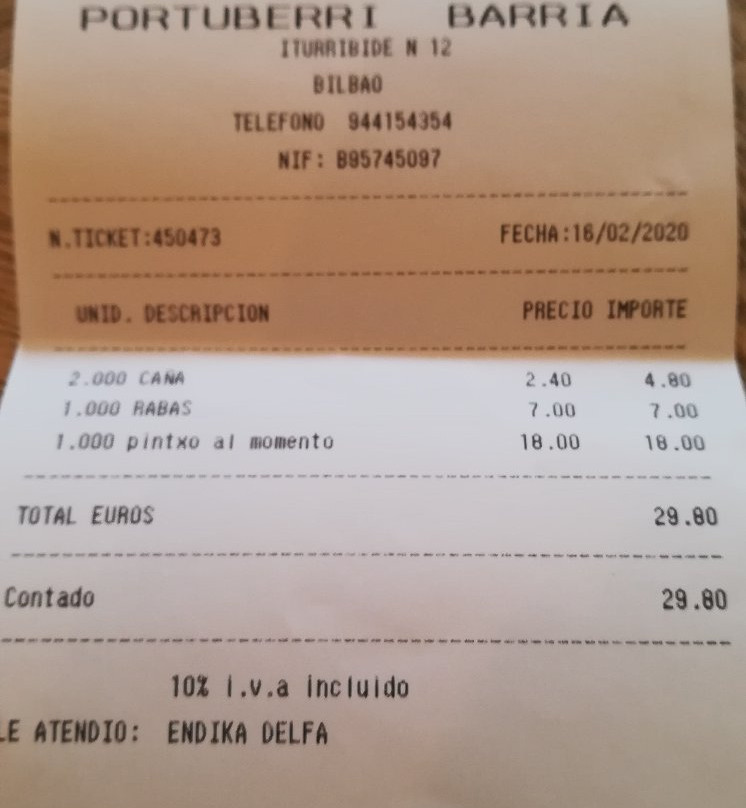 PORTUBERRI BARRIA
ITURRIBIDE N 12
BILBAO
TELEFONO 944154354
NIF: B95745097
N.TICKET:450473 FECHA:16/02/2020
UNID. DESCRIPCION PRECIO IMPORTE
2.000 CAÑA 2.40 4.80
1.000 RABAS 7.00 7.00
1.000 pintxo al momento 18.00 18.00
TOTAL EUROS 29.80
Contado 29.80
10% i.v.a incluido
LE ATENDIO: ENDIKA DELFA